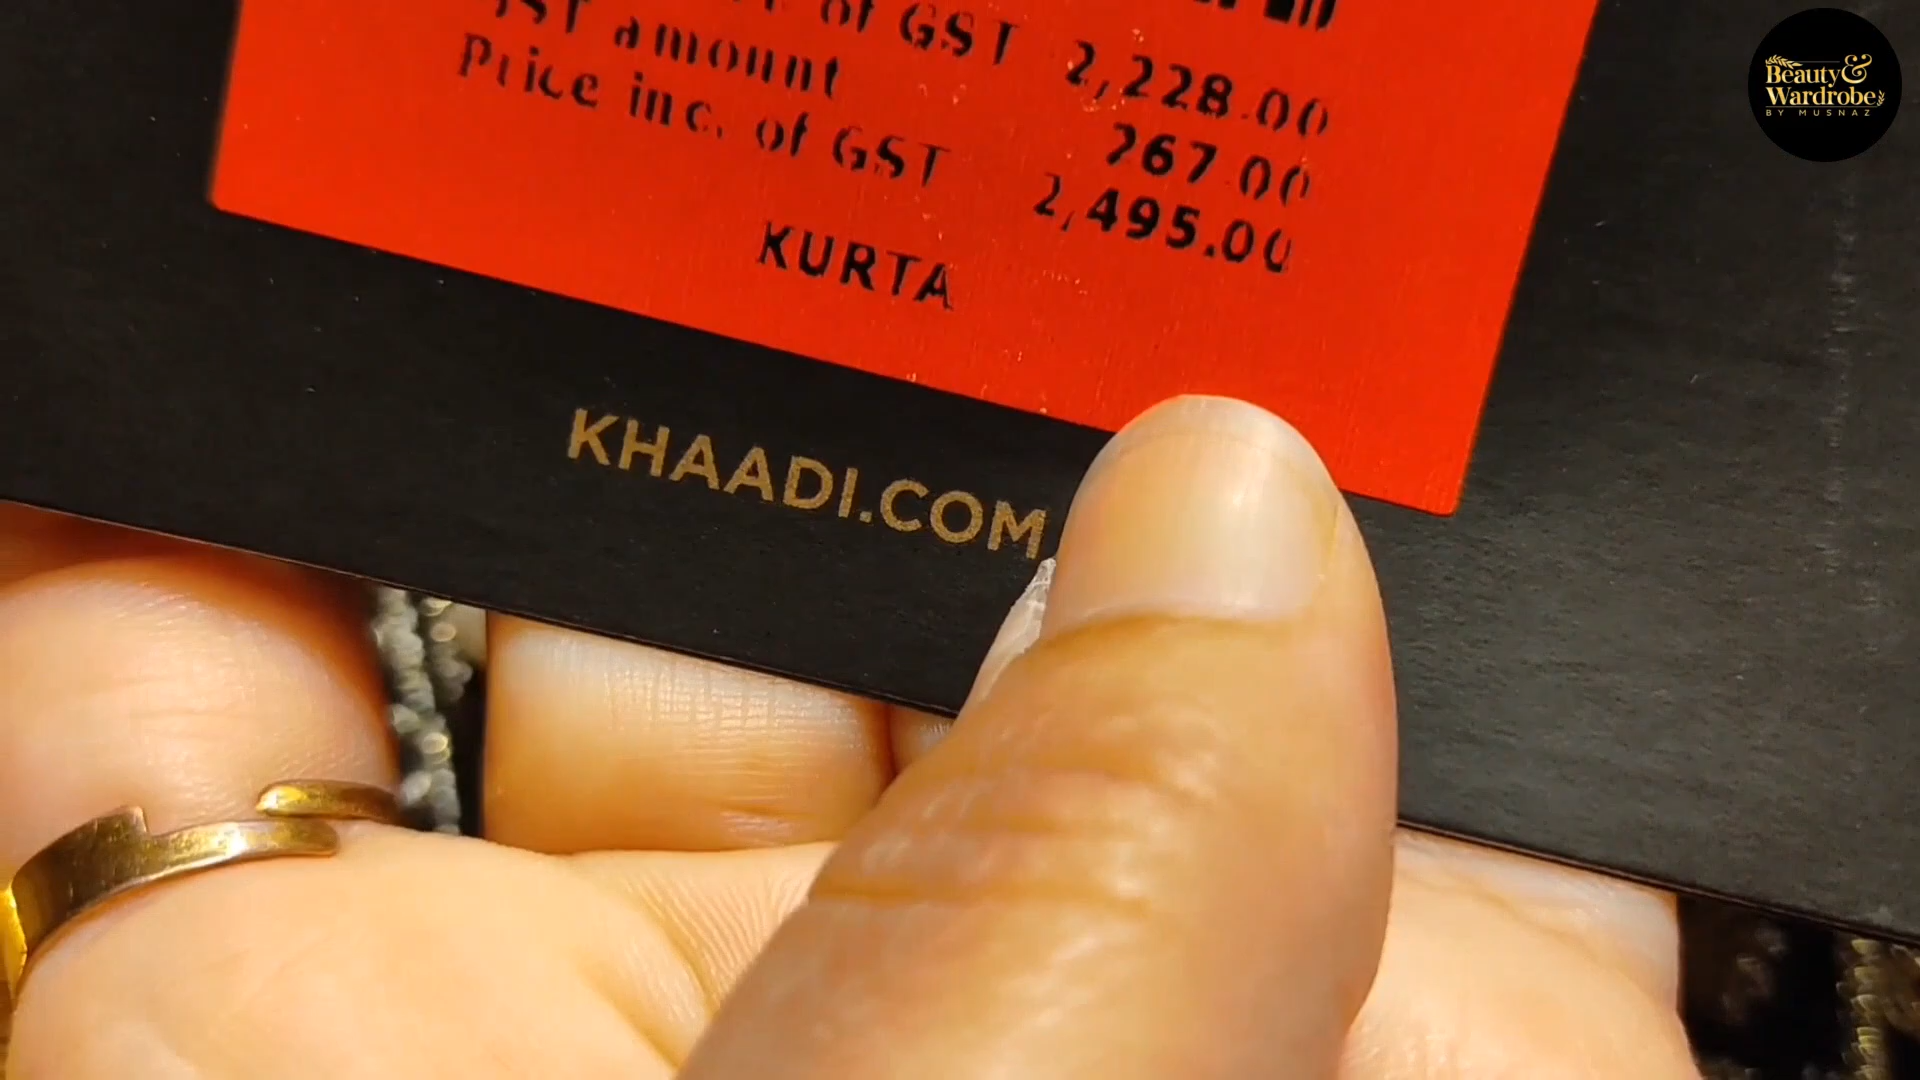 of GST 2,228.00
GST amount 267.00
Price inc. of GST 2,495.00
KURTA
KHAADI.COM
Beauty &
Wardrobe
BY MUSNAZ